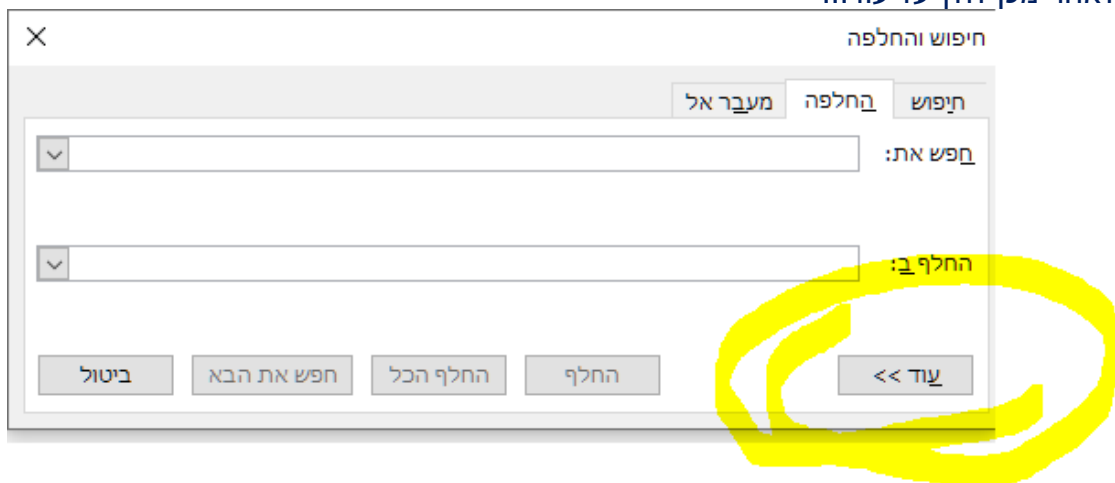 חיפוש והחלפה
חיפוש החלפה מעבר אל
חפש את:
החלף ב:
עוד >> החלף החלף הכל חפש את הבא ביטול